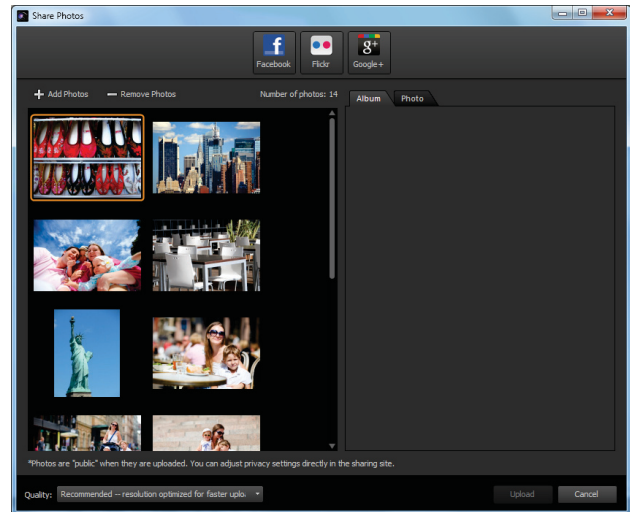 Share Photos
g+
Facebook
Flickr
Google+
Add Photos
Remove Photos
Number of photos: 14
Album
Photo
*Photos are "public" when they are uploaded. You can adjust privacy settings directly in the sharing site.
Quality:
Recommended -- resolution optimized for faster uplo.
Upload
Cancel